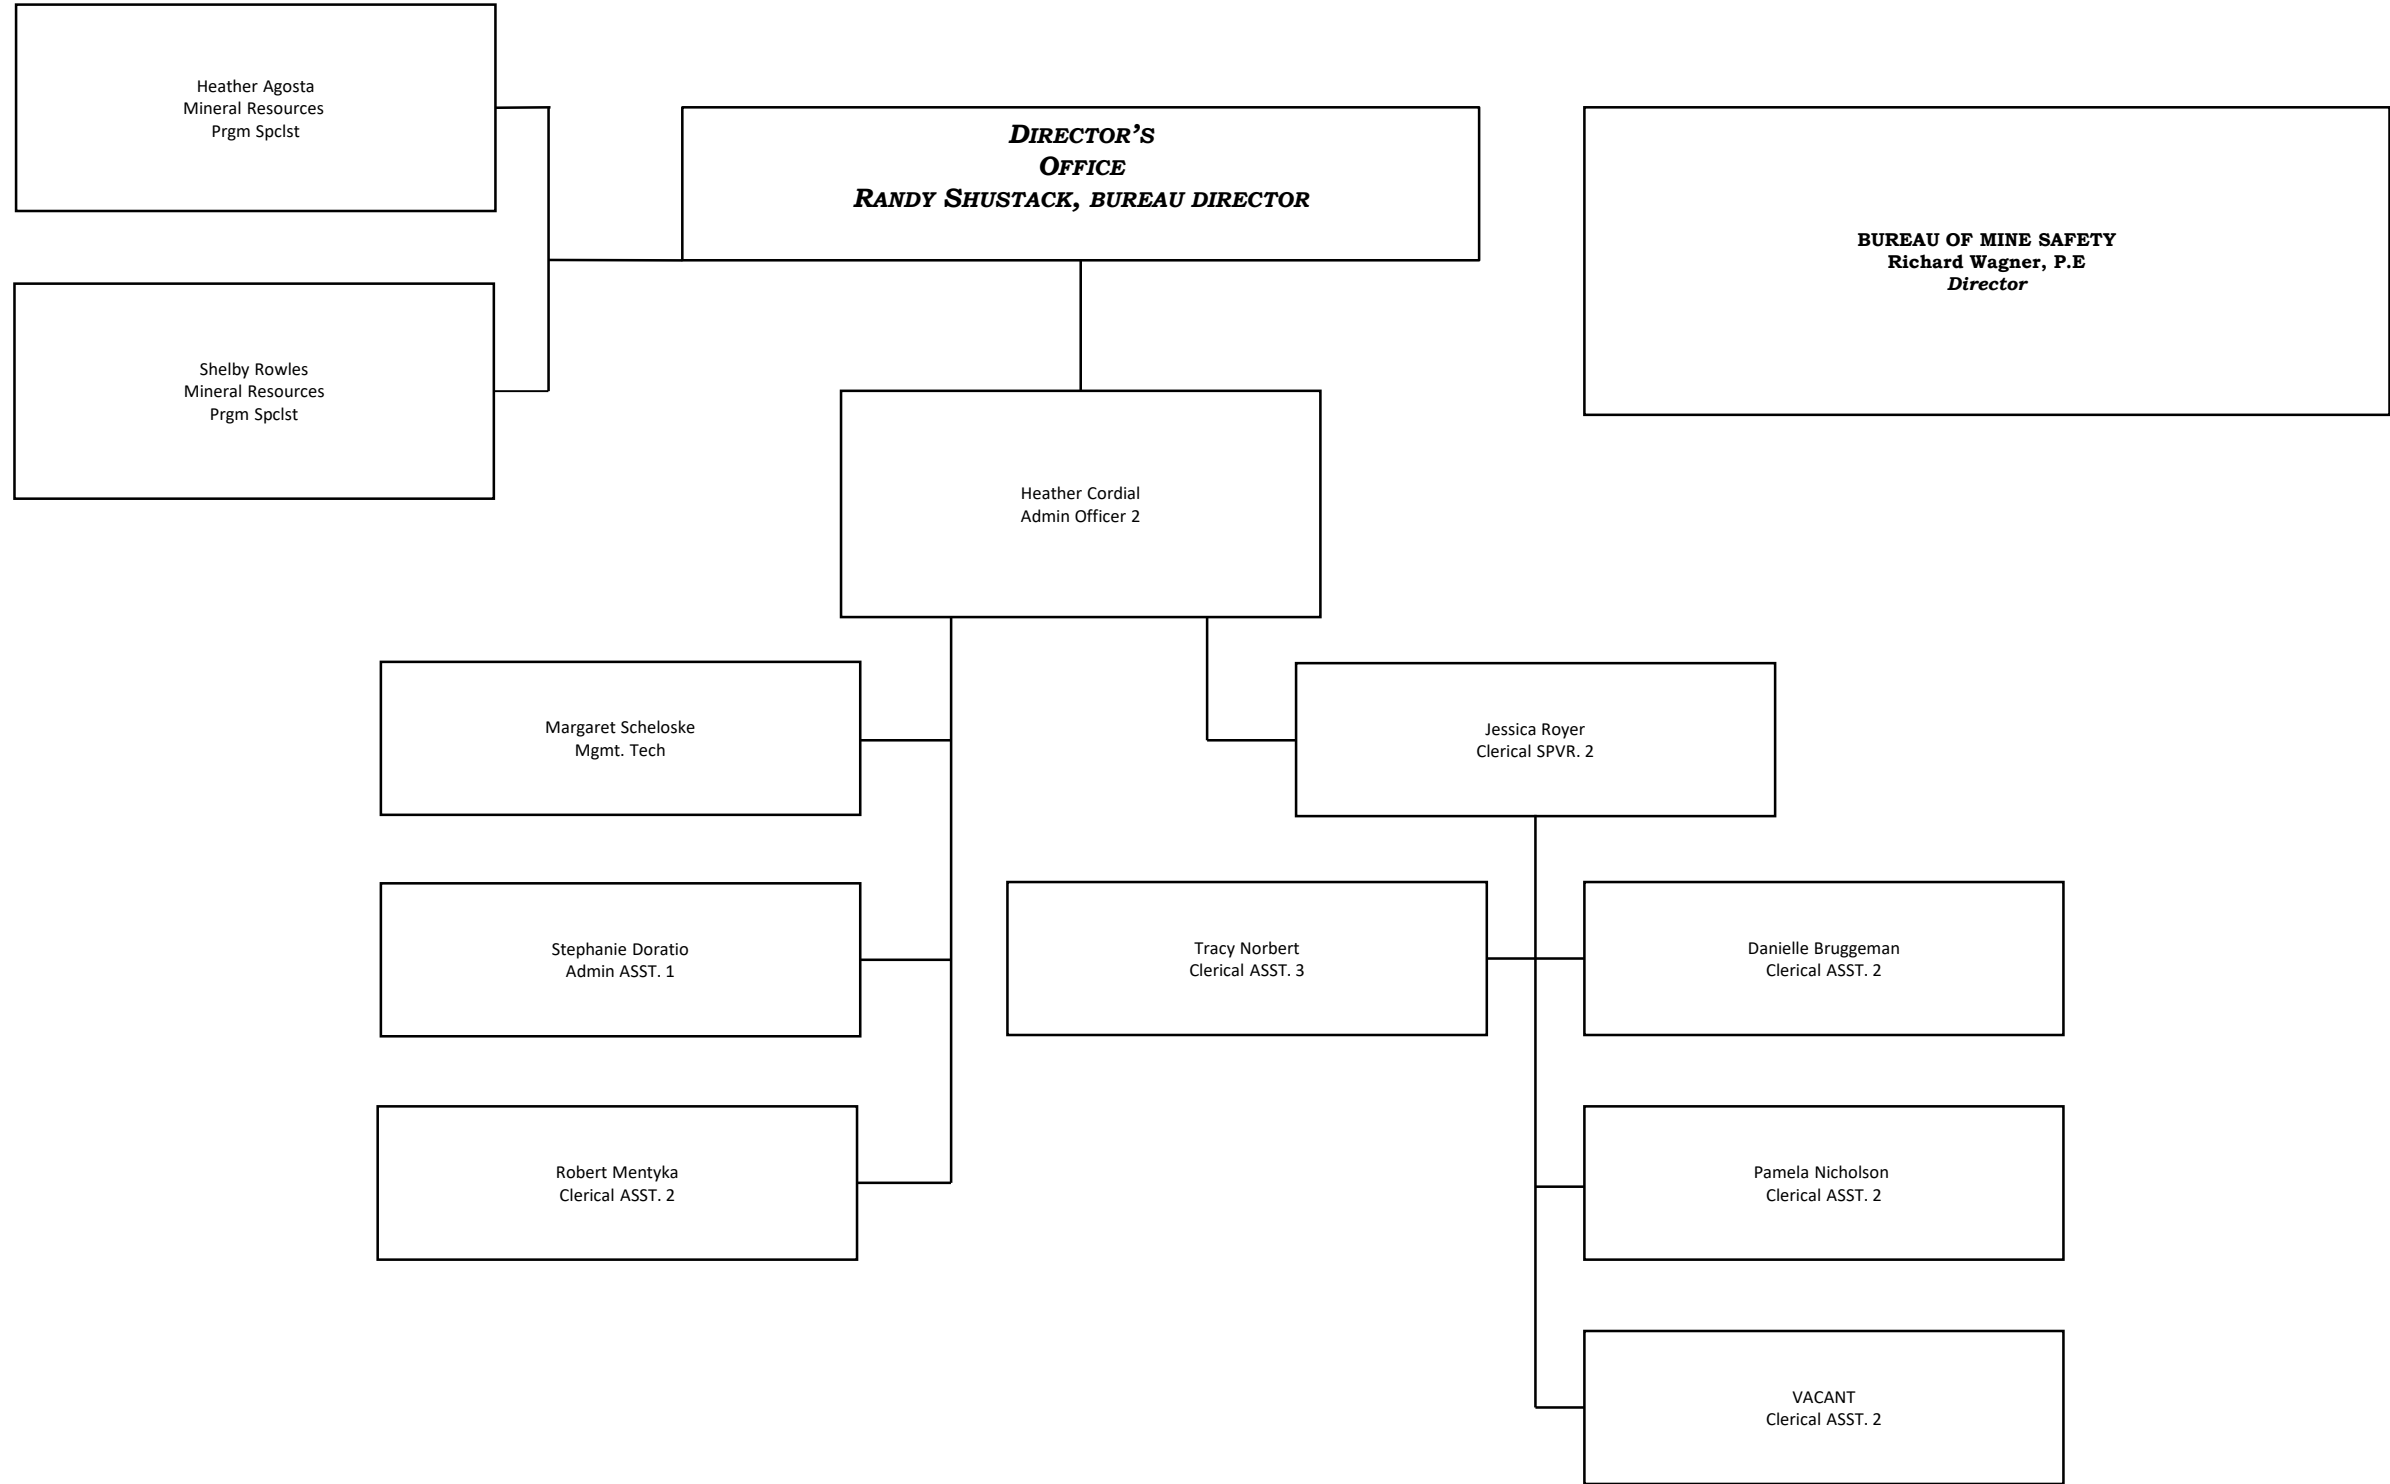 Heather Agosta
Mineral Resources
Prgm Spclst
DIRECTOR’S
OFFICE
RANDY SHUSTACK, BUREAU DIRECTOR
BUREAU OF MINE SAFETY
Richard Wagner, P.E
Director
Shelby Rowles
Mineral Resources
Prgm Spclst
Heather Cordial
Admin Officer 2
Margaret Scheloske
Mgmt. Tech
Jessica Royer
Clerical SPVR. 2
Stephanie Doratio
Admin ASST. 1
Tracy Norbert
Clerical ASST. 3
Danielle Bruggeman
Clerical ASST. 2
Robert Mentyka
Clerical ASST. 2
Pamela Nicholson
Clerical ASST. 2
VACANT
Clerical ASST. 2